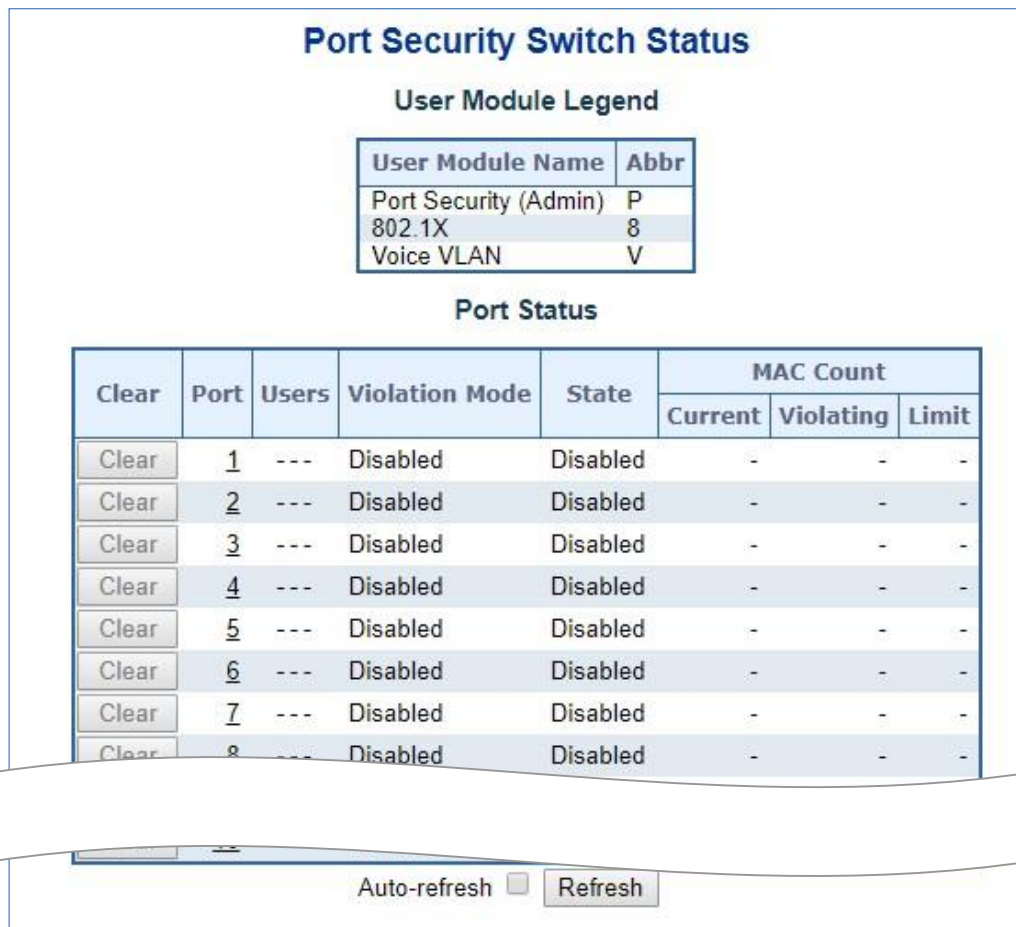 Port Security Switch Status
User Module Legend
User Module Name Abbr
Port Security (Admin) P
802.1X 8
Voice VLAN V
Port Status
Clear Port Users Violation Mode State MAC Count
Current Violating Limit
Clear 1 --- Disabled Disabled - - -
Clear 2 --- Disabled Disabled - - -
Clear 3 --- Disabled Disabled - - -
Clear 4 --- Disabled Disabled - - -
Clear 5 --- Disabled Disabled - - -
Clear 6 --- Disabled Disabled - - -
Clear 7 --- Disabled Disabled - - -
Clear 8 --- Disabled Disabled - - -
Auto-refresh Refresh